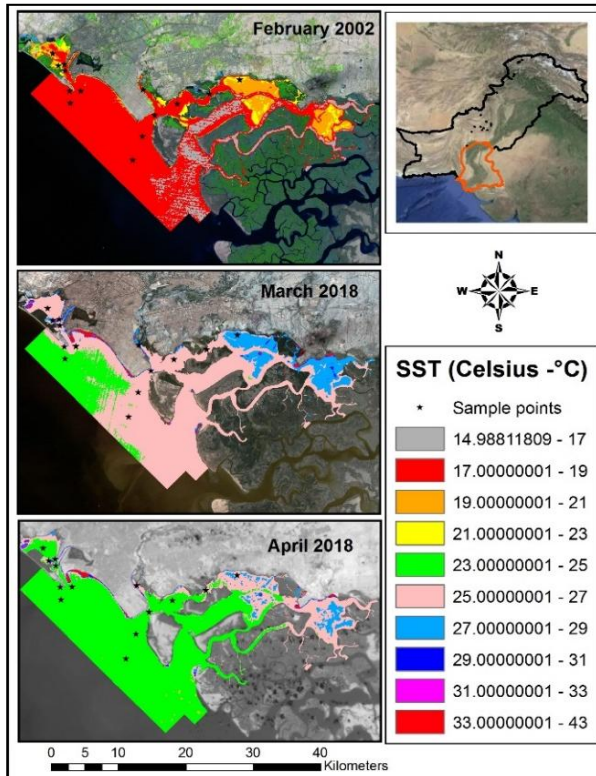 February 2002
March 2018
April 2018
0 5 10 20 30 40
Kilometers
N
W E
S
SST (Celsius -°C)
Sample points
14.98811809 - 17
17.00000001 - 19
19.00000001 - 21
21.00000001 - 23
23.00000001 - 25
25.00000001 - 27
27.00000001 - 29
29.00000001 - 31
31.00000001 - 33
33.00000001 - 43